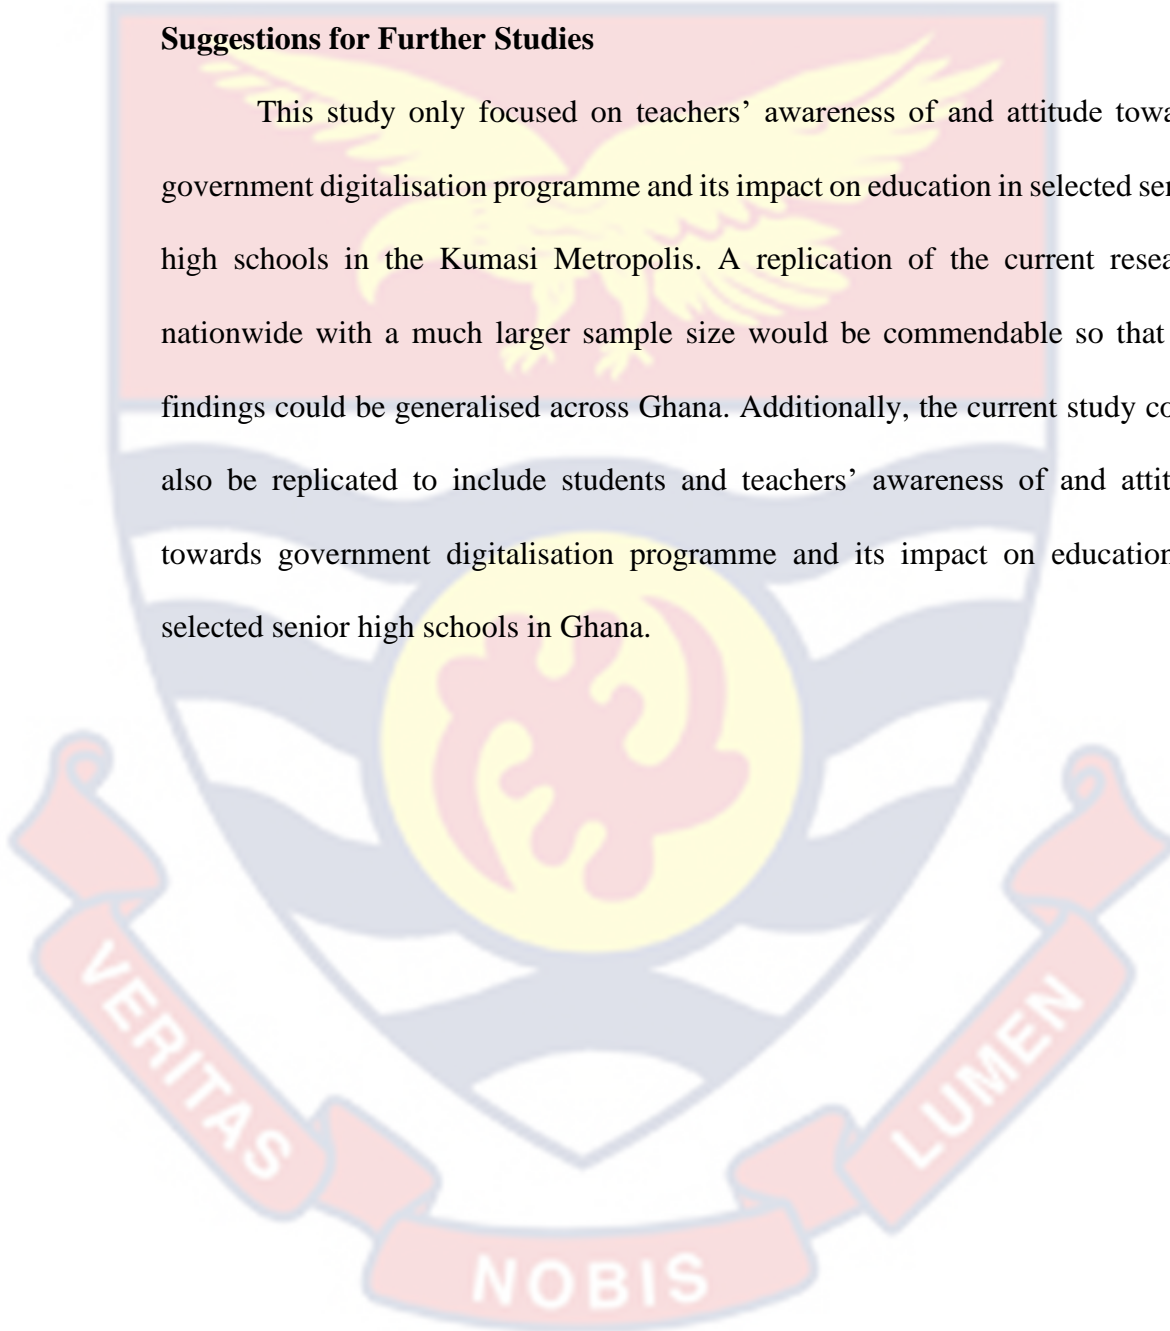 Suggestions for Further Studies
This study only focused on teachers’ awareness of and attitude towa
government digitalisation programme and its impact on education in selected ser
high schools in the Kumasi Metropolis. A replication of the current resea
nationwide with a much larger sample size would be commendable so that
findings could be generalised across Ghana. Additionally, the current study co
also be replicated to include students and teachers’ awareness of and attit
towards government digitalisation programme and its impact on education
selected senior high schools in Ghana.
VERITAS
NOBIS
LUMEN